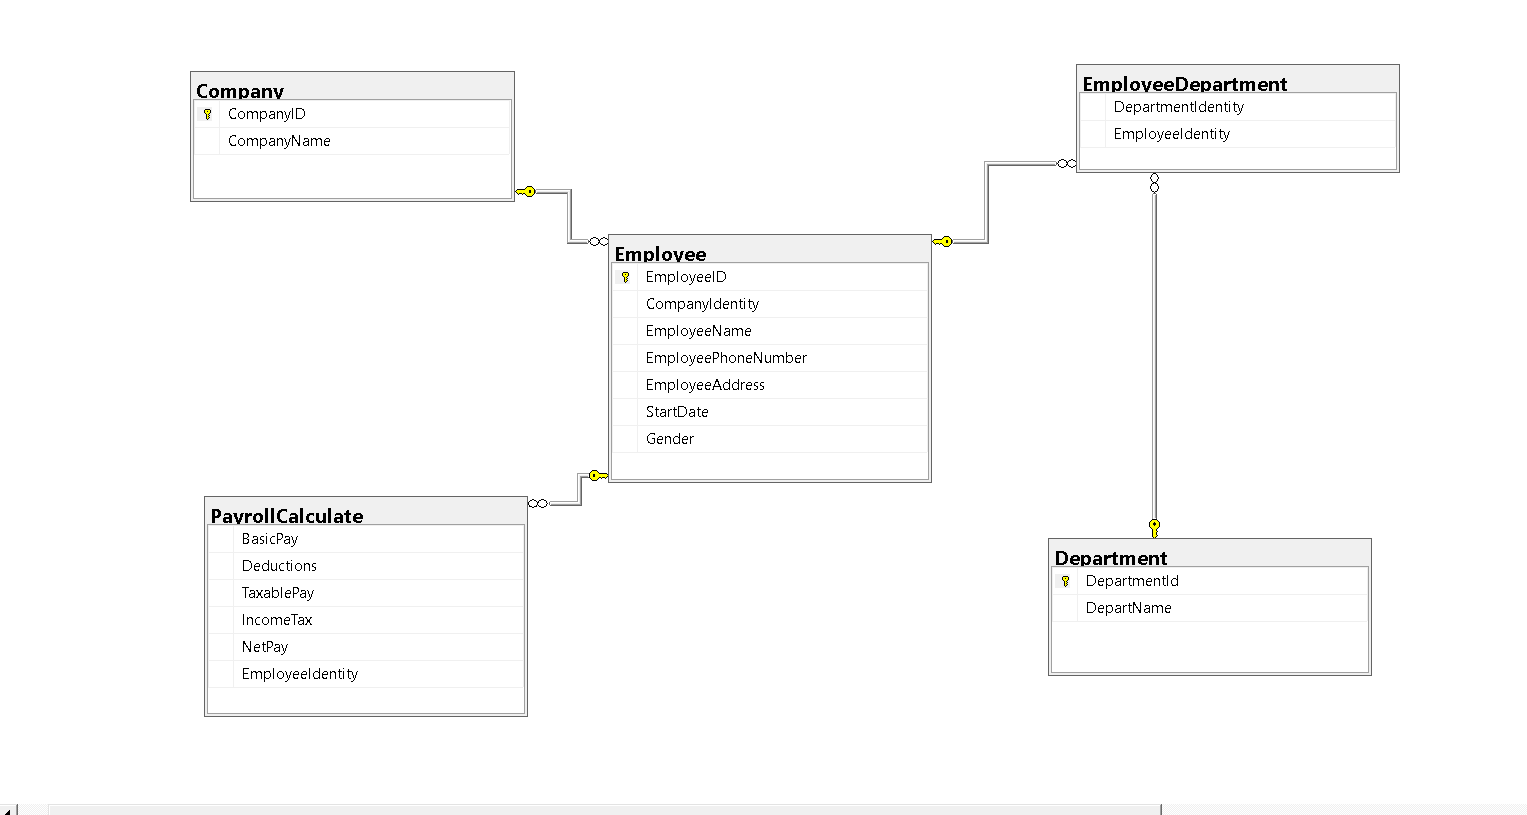 Company
CompanyID
CompanyName
EmployeeDepartment
DepartmentIdentity
EmployeeIdentity
Employee
EmployeeID
CompanyIdentity
EmployeeName
EmployeePhoneNumber
EmployeeAddress
StartDate
Gender
PayrollCalculate
BasicPay
Deductions
TaxablePay
IncomeTax
NetPay
EmployeeIdentity
Department
DepartmentId
DepartName